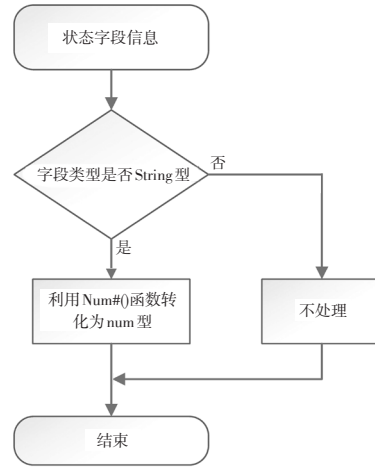 状态字段信息
字段类型是否String型
否
是
利用Num#()函数转
化为num型
不处理
结束